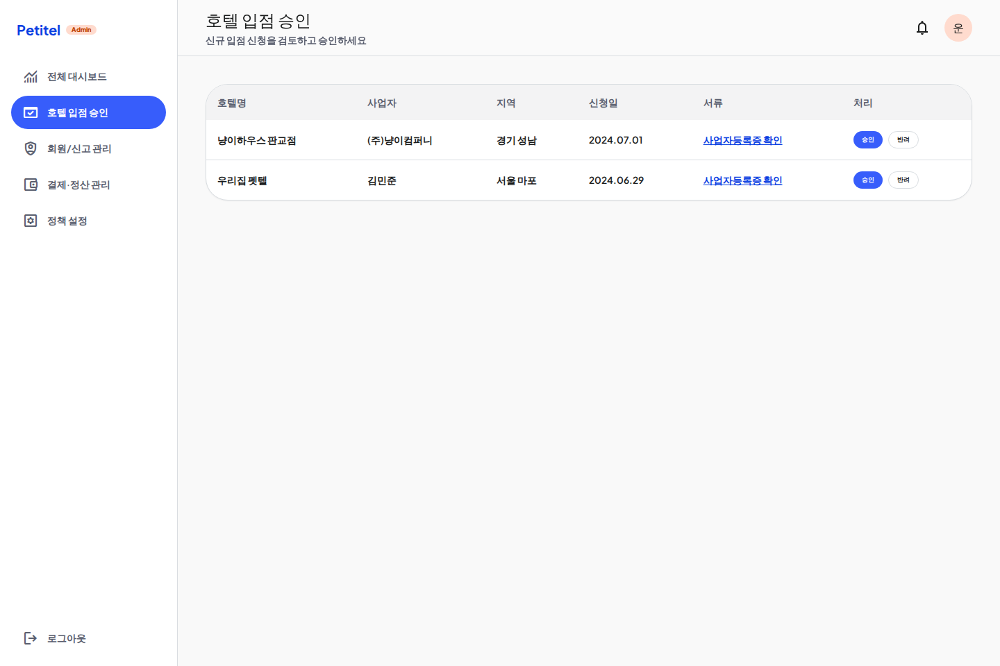 Petitel Admin
전체 대시보드
호텔 입점 승인
회원/신고 관리
결제·정산 관리
정책 설정
로그아웃
호텔 입점 승인
신규 입점 신청을 검토하고 승인하세요
운
호텔명 사업자 지역 신청일 서류 처리
냥이하우스 판교점 (주)냥이컴퍼니 경기 성남 2024.07.01 사업자등록증 확인 승인 반려
우리집 펫텔 김민준 서울 마포 2024.06.29 사업자등록증 확인 승인 반려